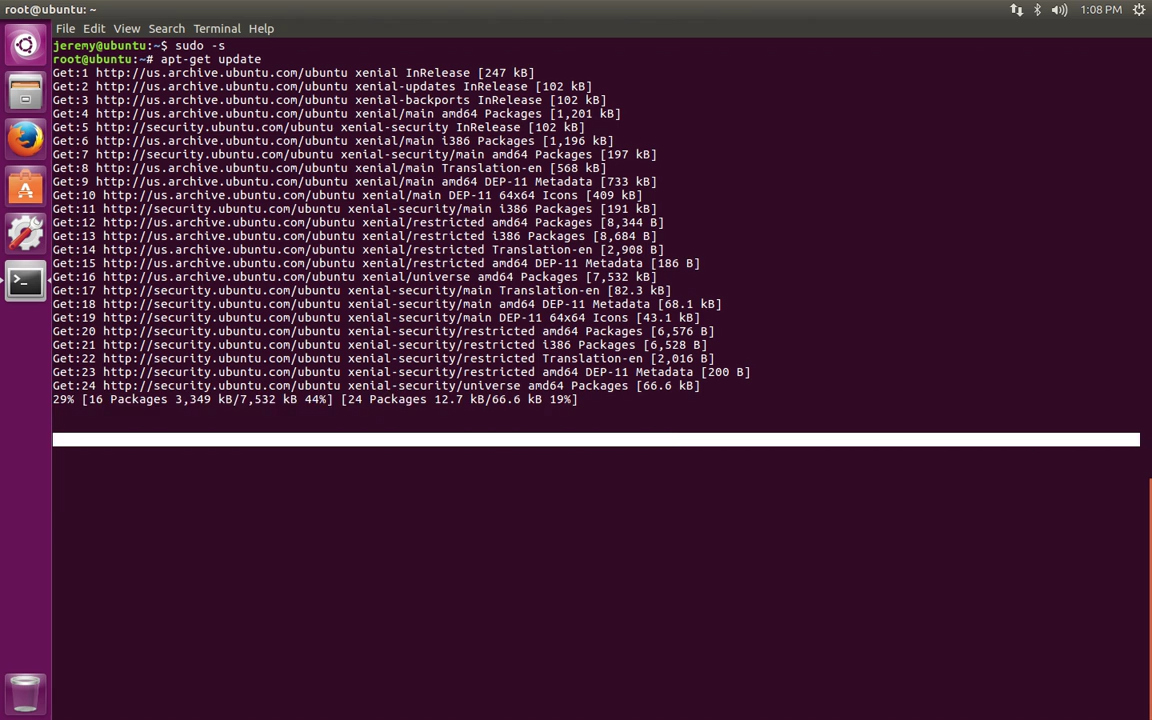 root@ubuntu: ~
1:08 PM
File Edit View Search Terminal Help
jeremy@ubuntu:~$ sudo -s
root@ubuntu:~# apt-get update
Get:1 http://us.archive.ubuntu.com/ubuntu xenial InRelease [247 kB]
Get:2 http://us.archive.ubuntu.com/ubuntu xenial-updates InRelease [102 kB]
Get:3 http://us.archive.ubuntu.com/ubuntu xenial-backports InRelease [102 kB]
Get:4 http://us.archive.ubuntu.com/ubuntu xenial/main amd64 Packages [1,201 kB]
Get:5 http://security.ubuntu.com/ubuntu xenial-security InRelease [102 kB]
Get:6 http://us.archive.ubuntu.com/ubuntu xenial/main i386 Packages [1,196 kB]
Get:7 http://security.ubuntu.com/ubuntu xenial-security/main amd64 Packages [197 kB]
Get:8 http://us.archive.ubuntu.com/ubuntu xenial/main Translation-en [568 kB]
Get:9 http://us.archive.ubuntu.com/ubuntu xenial/main amd64 DEP-11 Metadata [733 kB]
Get:10 http://us.archive.ubuntu.com/ubuntu xenial/main DEP-11 64x64 Icons [409 kB]
Get:11 http://security.ubuntu.com/ubuntu xenial-security/main i386 Packages [191 kB]
Get:12 http://us.archive.ubuntu.com/ubuntu xenial/restricted amd64 Packages [8,344 B]
Get:13 http://us.archive.ubuntu.com/ubuntu xenial/restricted i386 Packages [8,684 B]
Get:14 http://us.archive.ubuntu.com/ubuntu xenial/restricted Translation-en [2,908 B]
Get:15 http://us.archive.ubuntu.com/ubuntu xenial/restricted amd64 DEP-11 Metadata [186 B]
Get:16 http://us.archive.ubuntu.com/ubuntu xenial/universe amd64 Packages [7,532 kB]
Get:17 http://security.ubuntu.com/ubuntu xenial-security/main Translation-en [82.3 kB]
Get:18 http://security.ubuntu.com/ubuntu xenial-security/main amd64 DEP-11 Metadata [68.1 kB]
Get:19 http://security.ubuntu.com/ubuntu xenial-security/main DEP-11 64x64 Icons [43.1 kB]
Get:20 http://security.ubuntu.com/ubuntu xenial-security/restricted amd64 Packages [6,576 B]
Get:21 http://security.ubuntu.com/ubuntu xenial-security/restricted i386 Packages [6,528 B]
Get:22 http://security.ubuntu.com/ubuntu xenial-security/restricted Translation-en [2,016 B]
Get:23 http://security.ubuntu.com/ubuntu xenial-security/restricted amd64 DEP-11 Metadata [200 B]
Get:24 http://security.ubuntu.com/ubuntu xenial-security/universe amd64 Packages [66.6 kB]
29% [16 Packages 3,349 kB/7,532 kB 44%] [24 Packages 12.7 kB/66.6 kB 19%]